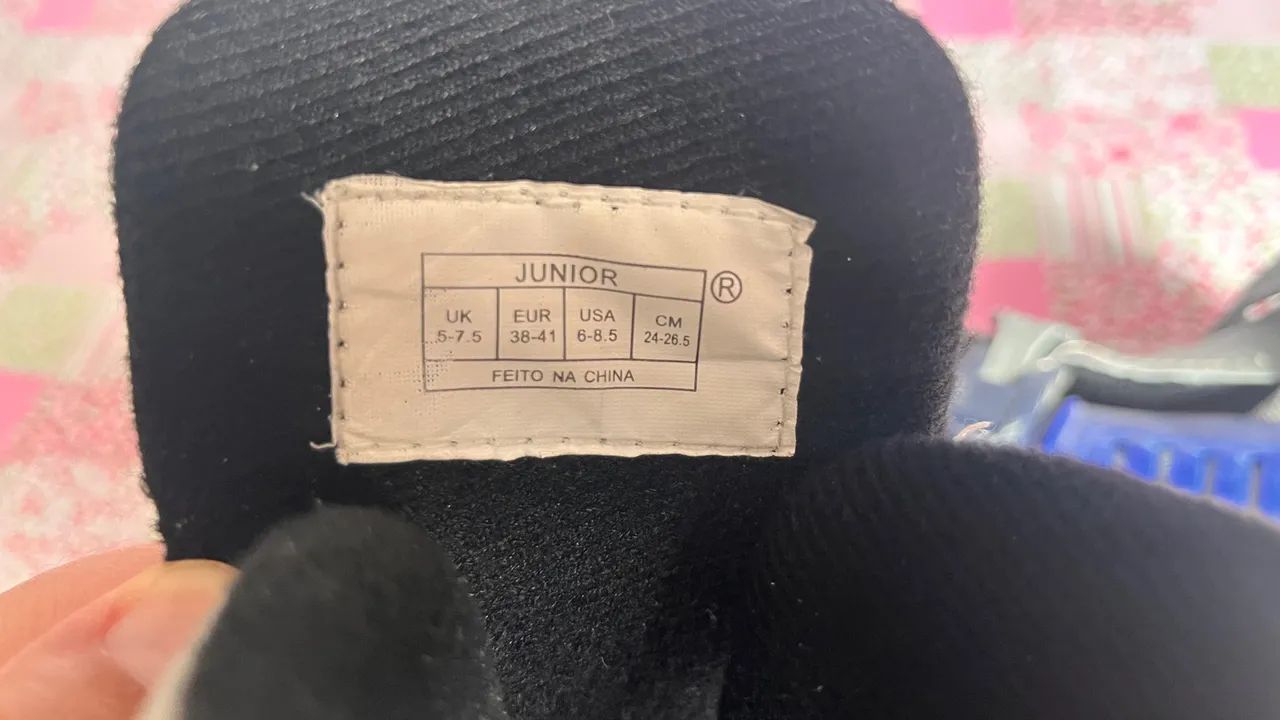 JUNIOR ®
UK EUR USA CM
5-7.5 38-41 6-8.5 24-26.5
FEITO NA CHINA